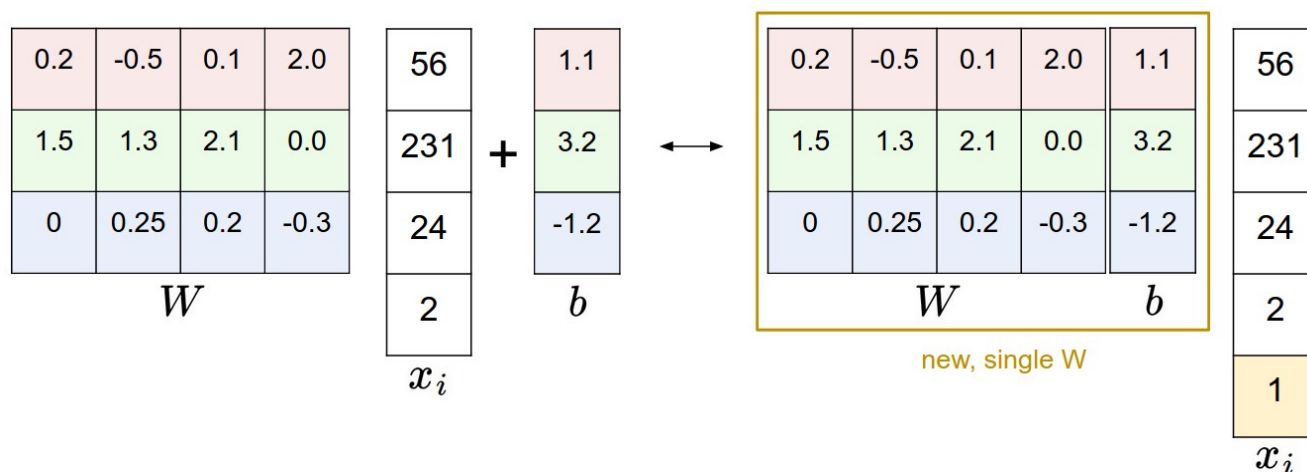 0.2 -0.5 0.1 2.0 56 1.1 0.2 -0.5 0.1 2.0 1.1 56
1.5 1.3 2.1 0.0 231 + 3.2 ↔ 1.5 1.3 2.1 0.0 3.2 231
0 0.25 0.2 -0.3 24 -1.2 0 0.25 0.2 -0.3 -1.2 24
W 2 b W b 2
x_i new, single W 1
x_i